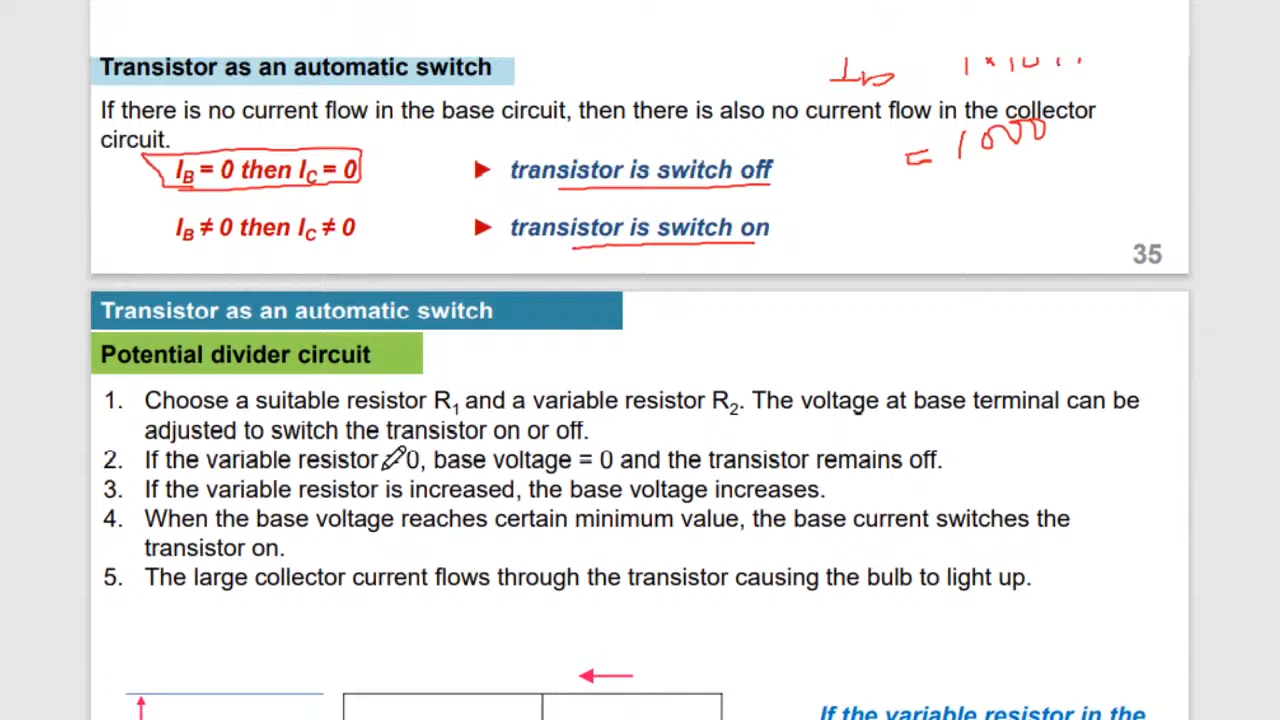 Transistor as an automatic switch
If there is no current flow in the base circuit, then there is also no current flow in the collector
circuit.
= 1000
IB = 0 then IC = 0 ► transistor is switch off
IB ≠ 0 then IC ≠ 0 ► transistor is switch on
35
Transistor as an automatic switch
Potential divider circuit
1. Choose a suitable resistor R1 and a variable resistor R2. The voltage at base terminal can be
adjusted to switch the transistor on or off.
2. If the variable resistor 0, base voltage = 0 and the transistor remains off.
3. If the variable resistor is increased, the base voltage increases.
4. When the base voltage reaches certain minimum value, the base current switches the
transistor on.
5. The large collector current flows through the transistor causing the bulb to light up.
If the variable resistor in the